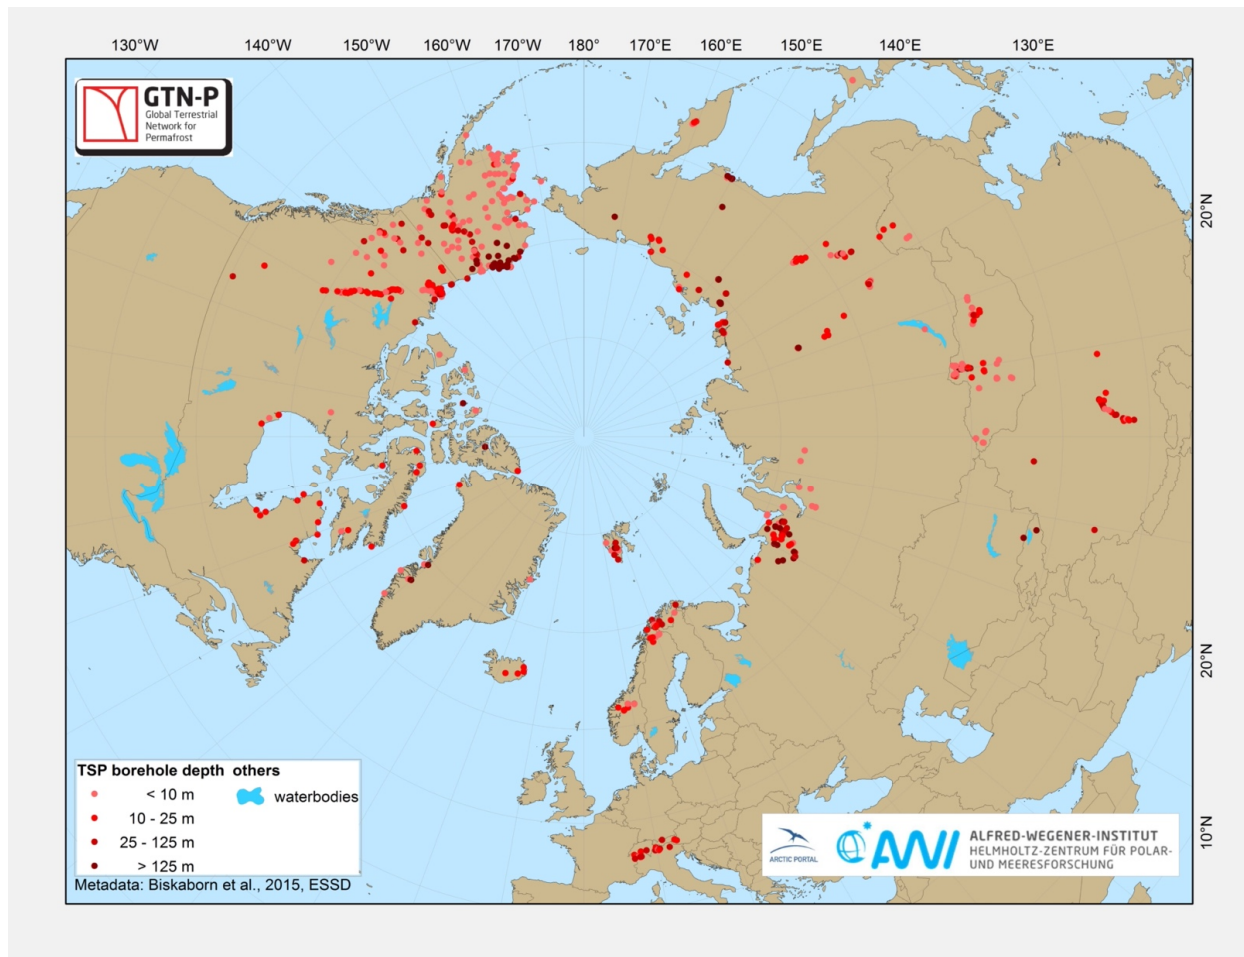 130°W 140°W 150°W 160°W 170°W 180° 170°E 160°E 150°E 140°E 130°E
GTN-P
Global Terrestrial
Network for
Permafrost
20°N
20°N
10°N
TSP borehole depth others
< 10 m
waterbodies
10 - 25 m
25 - 125 m
> 125 m
Metadata: Biskaborn et al., 2015, ESSD
ARCTIC PORTAL
AWI
ALFRED-WEGENER-INSTITUT
HELMHOLTZ-ZENTRUM FÜR POLAR-
UND MEERESFORSCHUNG